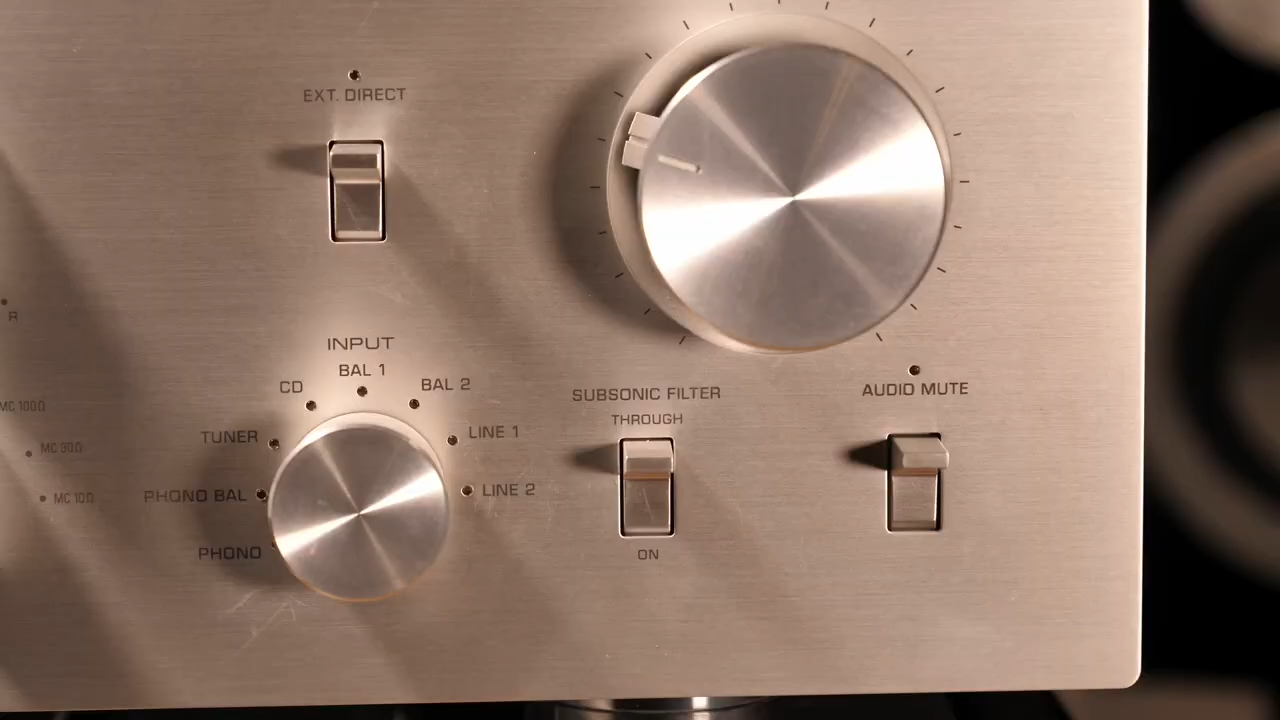 EXT. DIRECT
R
INPUT
BAL 1
CD
BAL 2
SUBSONIC FILTER
AUDIO MUTE
MC 100Ω
THROUGH
TUNER
LINE 1
MC 30Ω
PHONO BAL
LINE 2
MC 10Ω
PHONO
ON